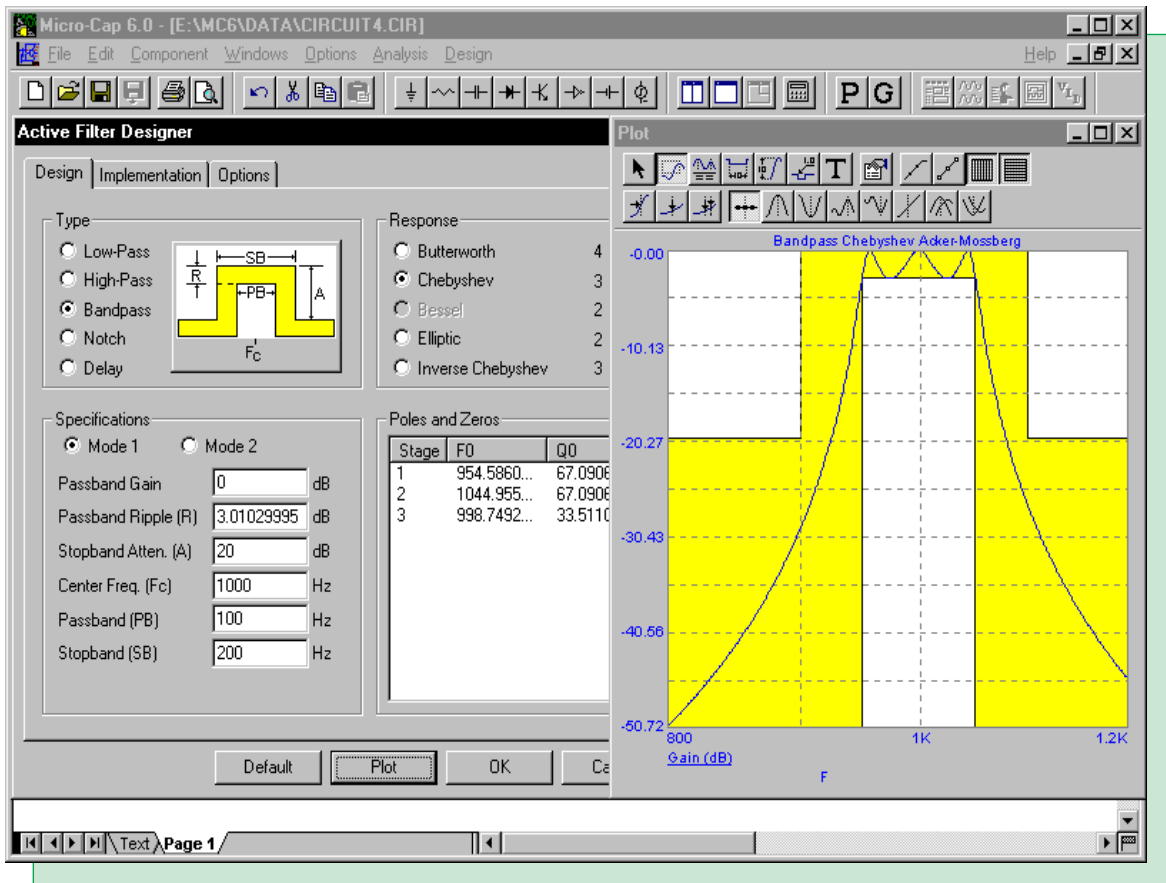 Micro-Cap 6.0 - [E:\MC6\DATA\CIRCUIT4.CIR]
File Edit Component Windows Options Analysis Design Help
T P G
Active Filter Designer
Plot
Design Implementation Options
Type
Low-Pass
High-Pass
Bandpass
Notch
Delay
SB
R
PB
A
FC
Response
Butterworth 4
Chebyshev 3
Bessel 2
Elliptic 2
Inverse Chebyshev 3
Specifications
Mode 1 Mode 2
Passband Gain 0 dB
Passband Ripple (R) 3.01029995 dB
Stopband Atten. (A) 20 dB
Center Freq. (Fc) 1000 Hz
Passband (PB) 100 Hz
Stopband (SB) 200 Hz
Poles and Zeros
Stage F0 Q0
1 954.5860... 67.0906
2 1044.955... 67.0906
3 998.7492... 33.5110
Default Plot OK Ca
T
Bandpass Chebyshev Acker-Mossberg
-0.00
-10.13
-20.27
-30.43
-40.56
-50.72
800 1K 1.2K
Gain (dB)
F
Text Page 1